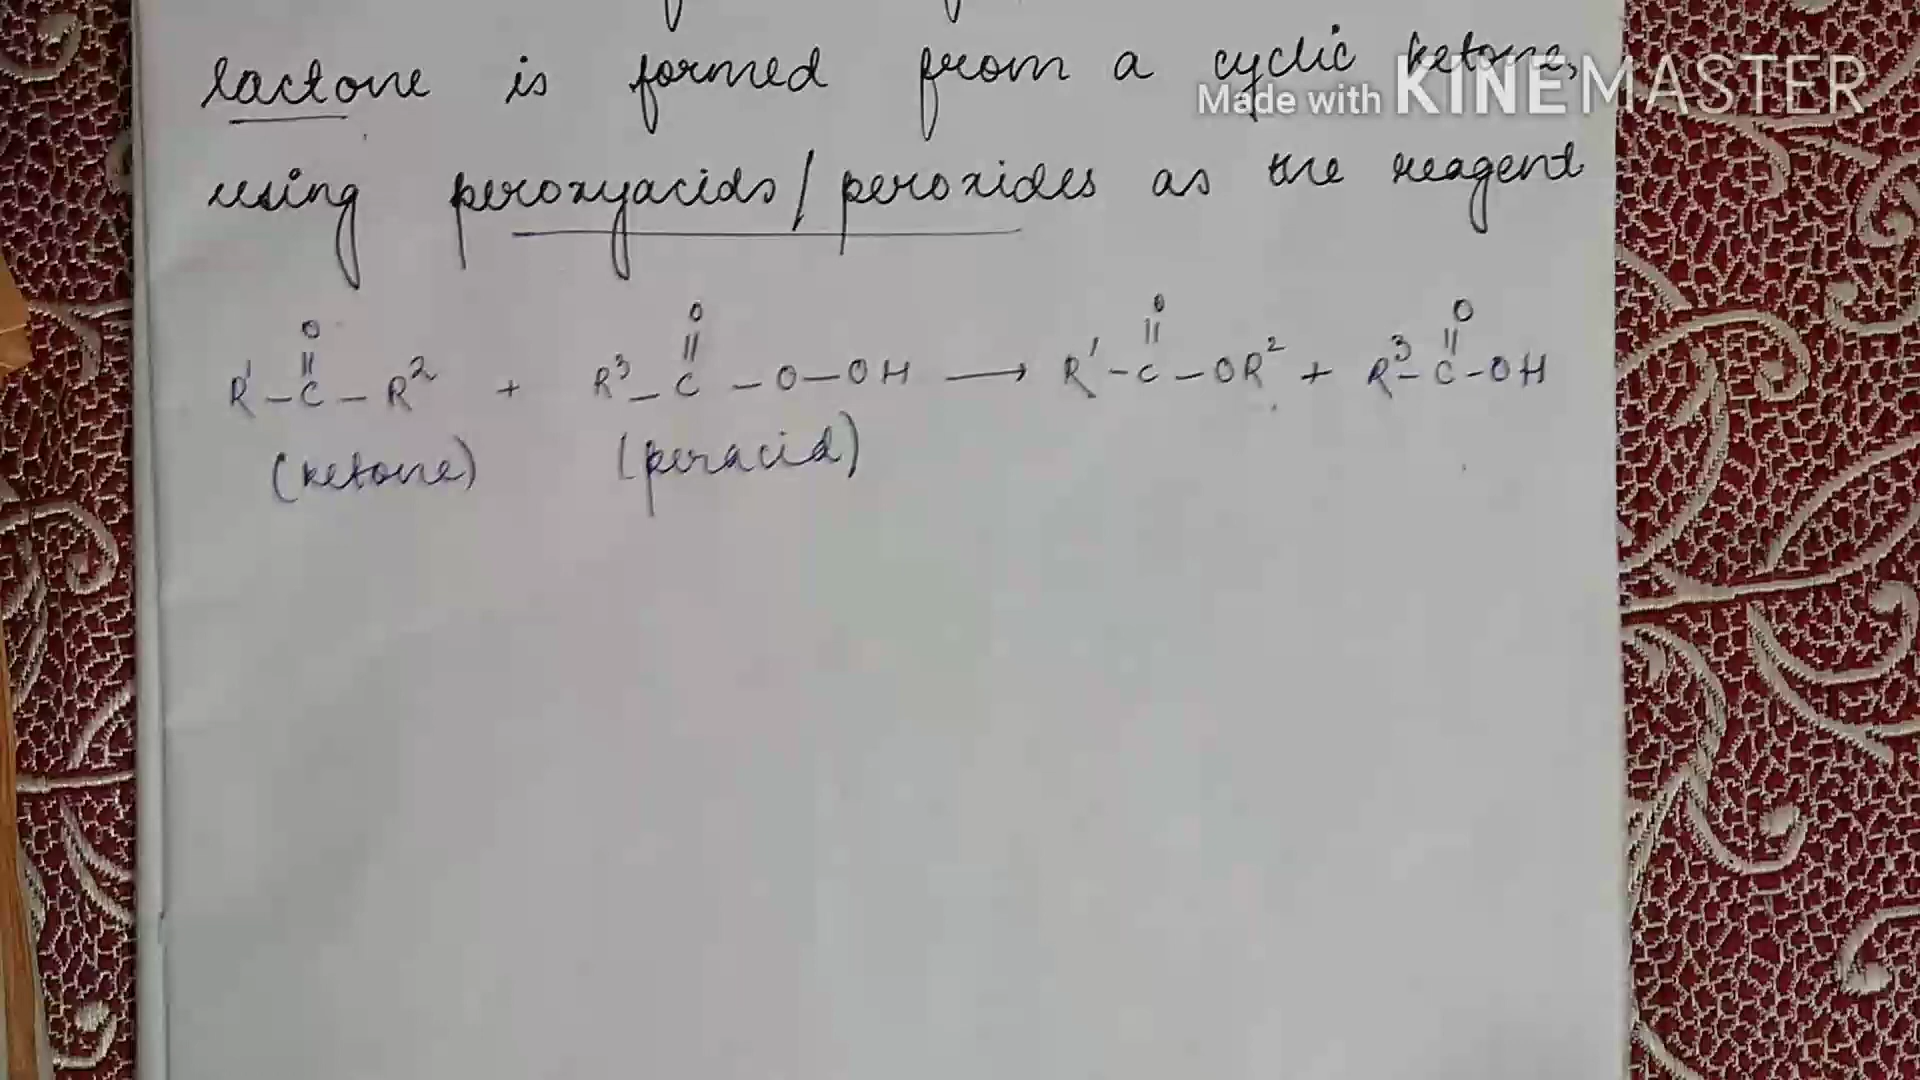 lactone is formed from a cyclic ketone,
Made with KINEMASTER
using peroxyacids/peroxides as the reagent
O O O O
|| || || ||
R¹-C-R² + R³-C-O-OH ⟶ R¹-C-OR² + R³-C-OH
(ketone) (peracid)